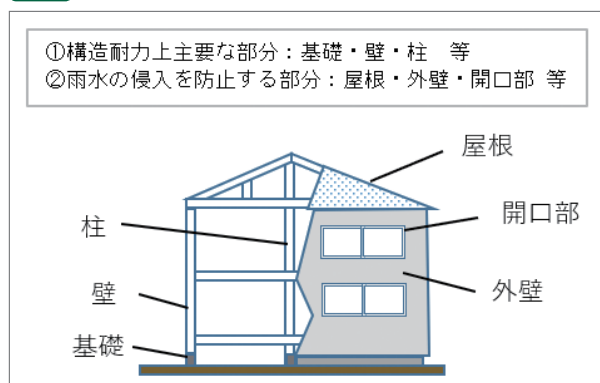 ①構造耐力上主要な部分：基礎・壁・柱　等
②雨水の侵入を防止する部分：屋根・外壁・開口部 等
屋根
開口部
柱
外壁
壁
基礎